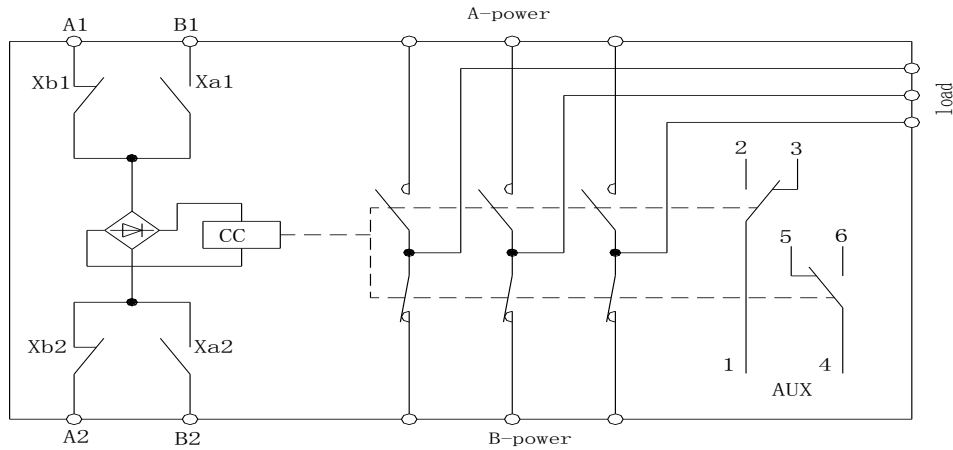 A-power
A1 B1
Xb1 Xa1
load
2 3
CC
5 6
Xb2 Xa2
1 4
AUX
A2 B2
B-power